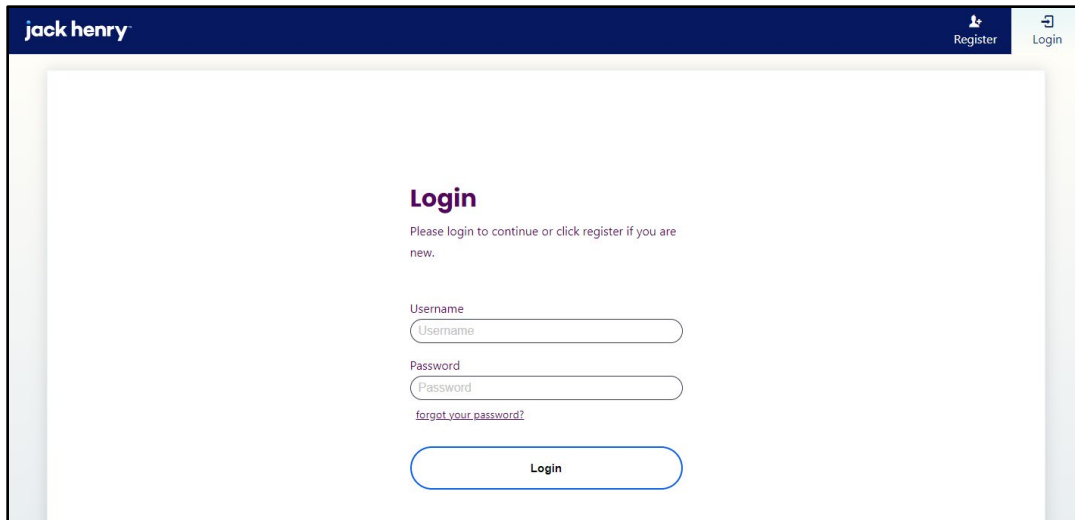 jack henry
Register
Login
Login
Please login to continue or click register if you are
new.
Username
Username
Password
Password
forgot your password?
Login